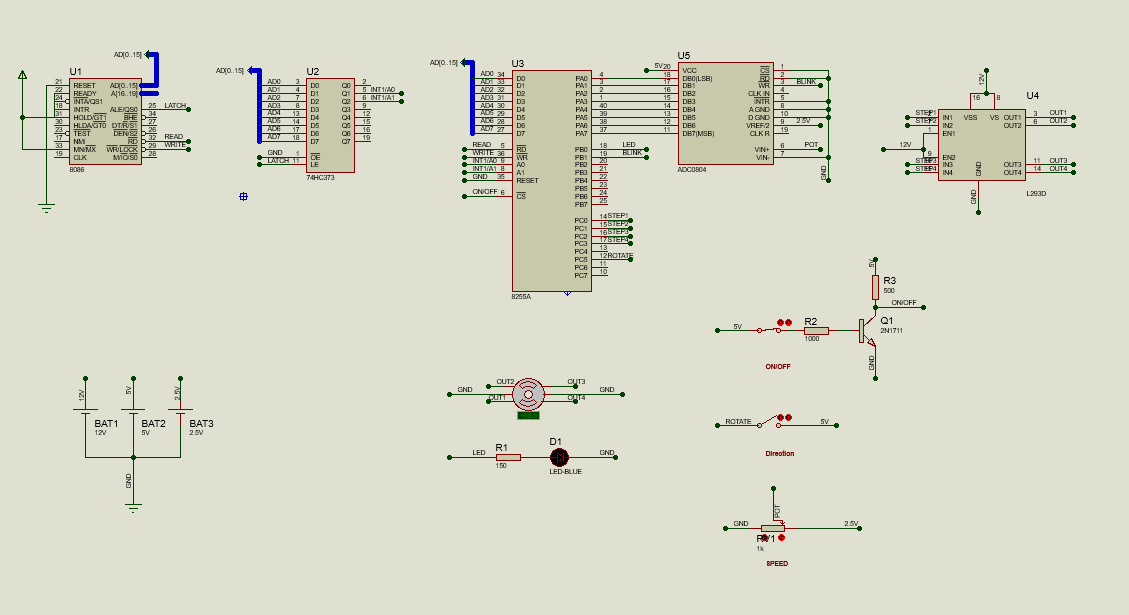 AD[0..15]
U1
21 RESET
22 READY
24 INTA/QS1
18 INTR
31 HOLD/GT1
30 HLDA/GT0
23 TEST
17 NMI
33 MN/MX
19 CLK
AD[0..15]
A[16..19]
ALE/QS0 25 LATCH
BHE 34
DT/R/S1 27
DEN/S2 26
RD 32 READ
WR/LOCK 29 WRITE
M/IO/S0 28
8086
AD[0..15]
U2
AD0 3 D0 Q0 2
AD1 4 D1 Q1 5 INT1/A0
AD2 7 D2 Q2 6 INT1/A1
AD3 8 D3 Q3 9
AD4 13 D4 Q4 12
AD5 14 D5 Q5 15
AD6 17 D6 Q6 16
AD7 18 D7 Q7 19
GND 1 OE
LATCH 11 LE
74HC373
AD[0..15]
U3
AD0 34 D0 PA0 4
AD1 33 D1 PA1 3
AD2 32 D2 PA2 2
AD3 31 D3 PA3 1
AD4 30 D4 PA4 40
AD5 29 D5 PA5 39
AD6 28 D6 PA6 38
AD7 27 D7 PA7 37
READ 5 RD PB0 18 LED
WRITE 36 WR PB1 19 BLINK
INT1/A0 9 A0 PB2 20
INT1/A1 8 A1 PB3 21
GND 35 RESET PB4 22
PB5 23
ON/OFF 6 CS PB6 24
PB7 25
PC0 14 STEP1
PC1 15 STEP2
PC2 16 STEP3
PC3 17 STEP4
PC4 13
PC5 12 ROTATE
PC6 11
PC7 10
8255A
U5
5V 20 VCC CS 1
18 DB0(LSB) RD 2
17 DB1 WR 3 BLINK
16 DB2 CLK IN 4
15 DB3 INTR 5
14 DB4 A GND 8
13 DB5 D GND 10
12 DB6 VREF/2 9 2.5V
11 DB7(MSB) CLK R 19
VIN+ 6 POT
VIN- 7
GND
ADC0804
12V
16 8
U4
STEP1 IN1 VSS VS OUT1 3 OUT1
STEP2 IN2 OUT2 6 OUT2
1 EN1
12V
9 EN2
IN3 OUT3 11 OUT3
IN4 GND OUT4 14 OUT4
L293D
GND
5V
R3
500
ON/OFF
Q1
2N1711
5V
R2
1000
GND
ON/OFF
12V
5V
2.5V
BAT1
12V
BAT2
5V
BAT3
2.5V
GND
GND OUT2 OUT3 GND
OUT1 OUT4
LED
R1
150
D1
LED-BLUE
GND
ROTATE 5V
Direction
POT
GND 2.5V
RV1
1k
SPEED